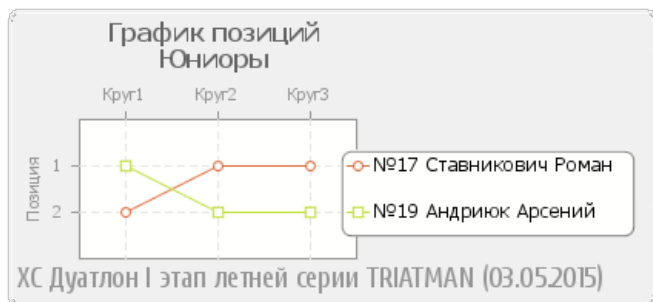 График позиций
Юниоры
Круг1 Круг2 Круг3
Позиция
1
2
№17 Ставникович Роман
№19 Андриюк Арсений
XC Дуатлон I этап летней серии TRIATMAN (03.05.2015)